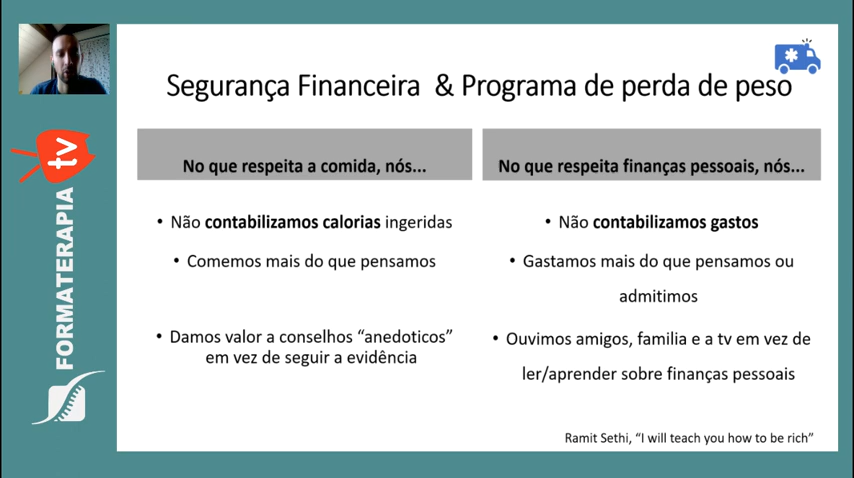 Segurança Financeira & Programa de perda de peso
No que respeita a comida, nós...
• Não contabilizamos calorias ingeridas
• Comemos mais do que pensamos
• Damos valor a conselhos “anedoticos”
em vez de seguir a evidência
No que respeita finanças pessoais, nós...
• Não contabilizamos gastos
• Gastamos mais do que pensamos ou
admitimos
• Ouvimos amigos, familia e a tv em vez de
ler/aprender sobre finanças pessoais
Ramit Sethi, “I will teach you how to be rich”
FORMATERAPIA tv